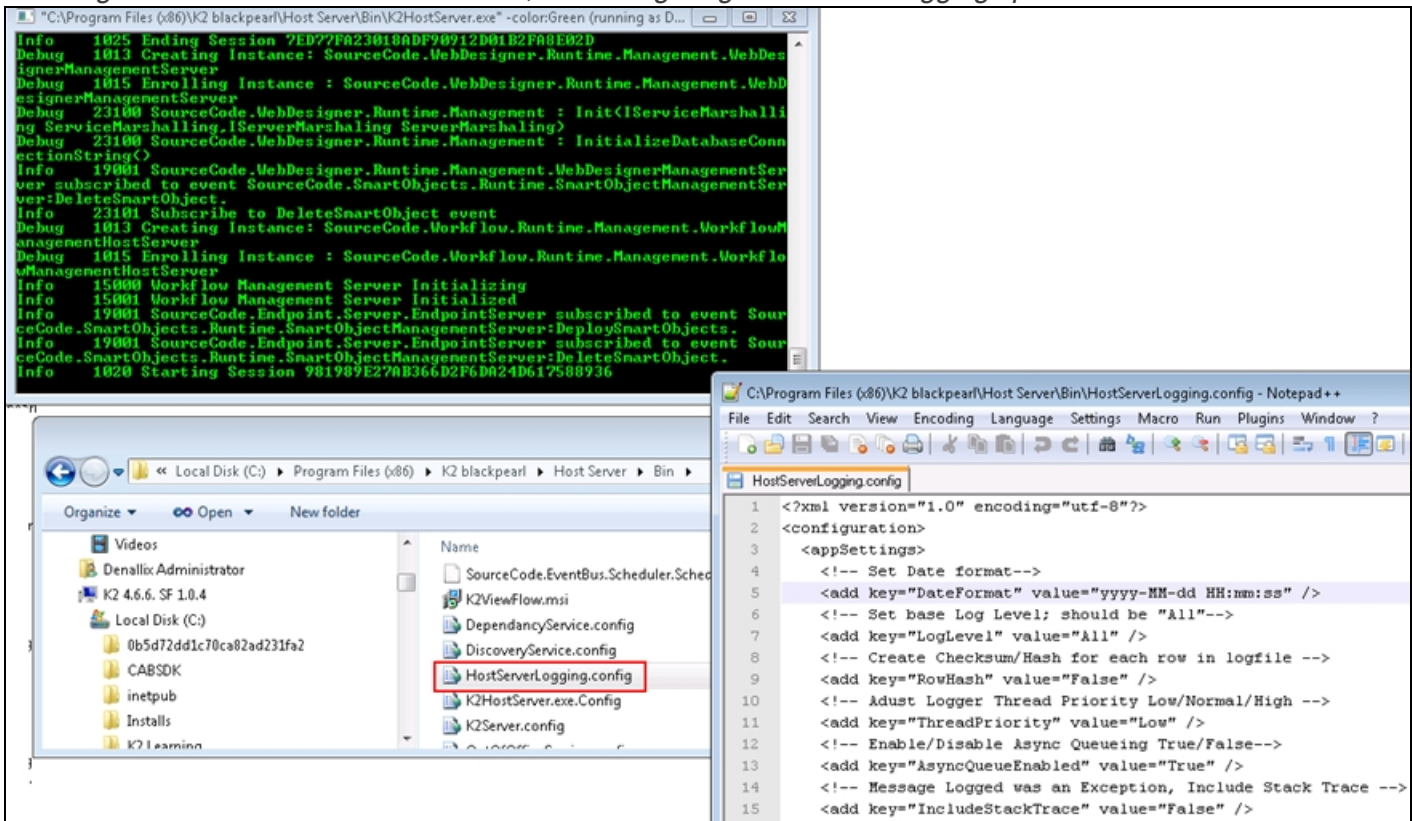 "C:\Program Files (x86)\K2 blackpearl\Host Server\Bin\K2HostServer.exe" -color:Green (running as D...
Info 1025 Ending Session 7ED77FA23018ADF90912D01B2FA8E02D
Debug 1013 Creating Instance: SourceCode.WebDesigner.Runtime.Management.WebDes
ignerManagementServer
Debug 1015 Enrolling Instance : SourceCode.WebDesigner.Runtime.Management.WebD
esignerManagementServer
Debug 23100 SourceCode.WebDesigner.Runtime.Management : Init(IServiceMarshalli
ng ServiceMarshalling,IServerMarshaling ServerMarshaling)
Debug 23100 SourceCode.WebDesigner.Runtime.Management : InitializeDatabaseConn
ectionString()
Info 19001 SourceCode.WebDesigner.Runtime.Management.WebDesignerManagementSer
ver subscribed to event SourceCode.SmartObjects.Runtime.SmartObjectManagementSer
ver:DeleteSmartObject.
Info 23101 Subscribe to DeleteSmartObject event
Debug 1013 Creating Instance: SourceCode.Workflow.Runtime.Management.WorkflowM
anagementHostServer
Debug 1015 Enrolling Instance : SourceCode.Workflow.Runtime.Management.Workflo
wManagementHostServer
Info 15000 Workflow Management Server Initializing
Info 15001 Workflow Management Server Initialized
Info 19001 SourceCode.Endpoint.Server.EndpointServer subscribed to event Sour
ceCode.SmartObjects.Runtime.SmartObjectManagementServer:DeploySmartObjects.
Info 19001 SourceCode.Endpoint.Server.EndpointServer subscribed to event Sour
ceCode.SmartObjects.Runtime.SmartObjectManagementServer:DeleteSmartObject.
Info 1020 Starting Session 981989E27AB366D2F6DA24D617588936
« Local Disk (C:) ▸ Program Files (x86) ▸ K2 blackpearl ▸ Host Server ▸ Bin ▸
Organize Open New folder
Videos
Denallix Administrator
K2 4.6.6. SF 1.0.4
Local Disk (C:)
0b5d72dd1c70ca82ad231fa2
CABSDK
inetpub
Installs
K2 Learning
Name
SourceCode.EventBus.Scheduler.Sched
K2ViewFlow.msi
DependancyService.config
DiscoveryService.config
HostServerLogging.config
K2HostServer.exe.Config
K2Server.config
C:\Program Files (x86)\K2 blackpearl\Host Server\Bin\HostServerLogging.config - Notepad++
File Edit Search View Encoding Language Settings Macro Run Plugins Window ?
HostServerLogging.config
1 <?xml version="1.0" encoding="utf-8"?>
2 <configuration>
3 <appSettings>
4 <!-- Set Date format-->
5 <add key="DateFormat" value="yyyy-MM-dd HH:mm:ss" />
6 <!-- Set base Log Level; should be "All"-->
7 <add key="LogLevel" value="All" />
8 <!-- Create Checksum/Hash for each row in logfile -->
9 <add key="RowHash" value="False" />
10 <!-- Adust Logger Thread Priority Low/Normal/High -->
11 <add key="ThreadPriority" value="Low" />
12 <!-- Enable/Disable Async Queueing True/False-->
13 <add key="AsyncQueueEnabled" value="True" />
14 <!-- Message Logged was an Exception, Include Stack Trace -->
15 <add key="IncludeStackTrace" value="False" />